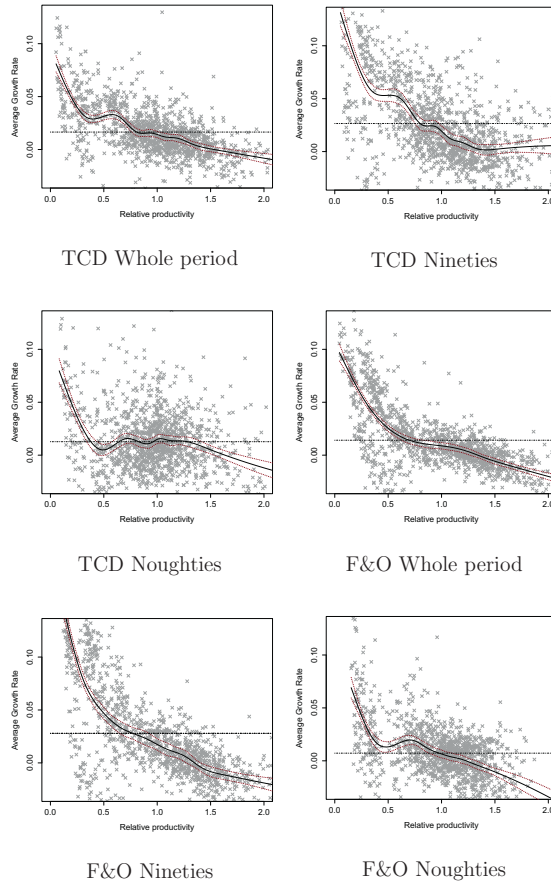 Average Growth Rate
0.10
0.05
0.00
0.0 0.5 1.0 1.5 2.0
Relative productivity
TCD Whole period
Average Growth Rate
0.10
0.05
0.00
0.0 0.5 1.0 1.5 2.0
Relative productivity
TCD Nineties
Average Growth Rate
0.10
0.05
0.00
0.0 0.5 1.0 1.5 2.0
Relative productivity
TCD Noughties
Average Growth Rate
0.10
0.05
0.00
0.0 0.5 1.0 1.5 2.0
Relative productivity
F&O Whole period
Average Growth Rate
0.10
0.05
0.00
0.0 0.5 1.0 1.5 2.0
Relative productivity
F&O Nineties
Average Growth Rate
0.10
0.05
0.00
0.0 0.5 1.0 1.5 2.0
Relative productivity
F&O Noughties